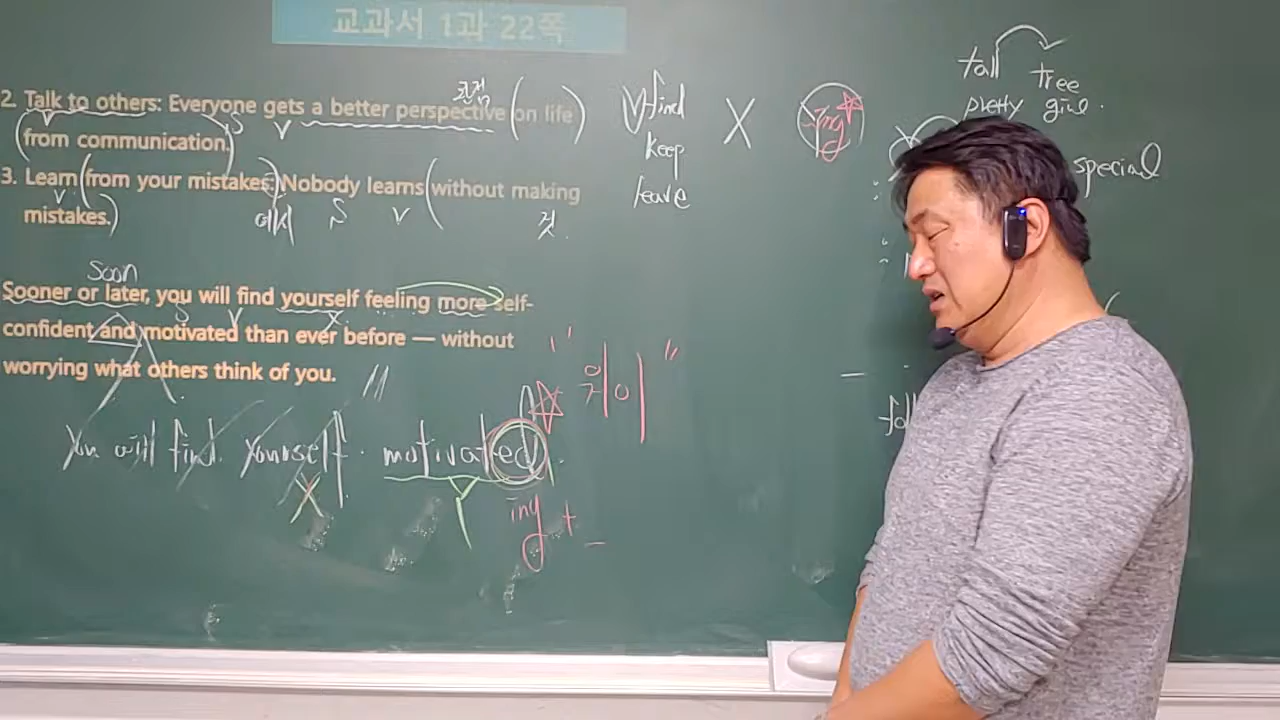 교과서 1과 22쪽
2. Talk to others: Everyone gets a better perspective on life
from communication.
3. Learn from your mistakes: Nobody learns without making
mistakes.
Sooner or later, you will find yourself feeling more self-
confident and motivated than ever before — without
worrying what others think of you.
관점
S
V
V
V
에서
S
V
것
Soon
S
V
find
keep
leave
X
ing
tall
tree
pretty
girl
special
You will find yourself motivated
ing +